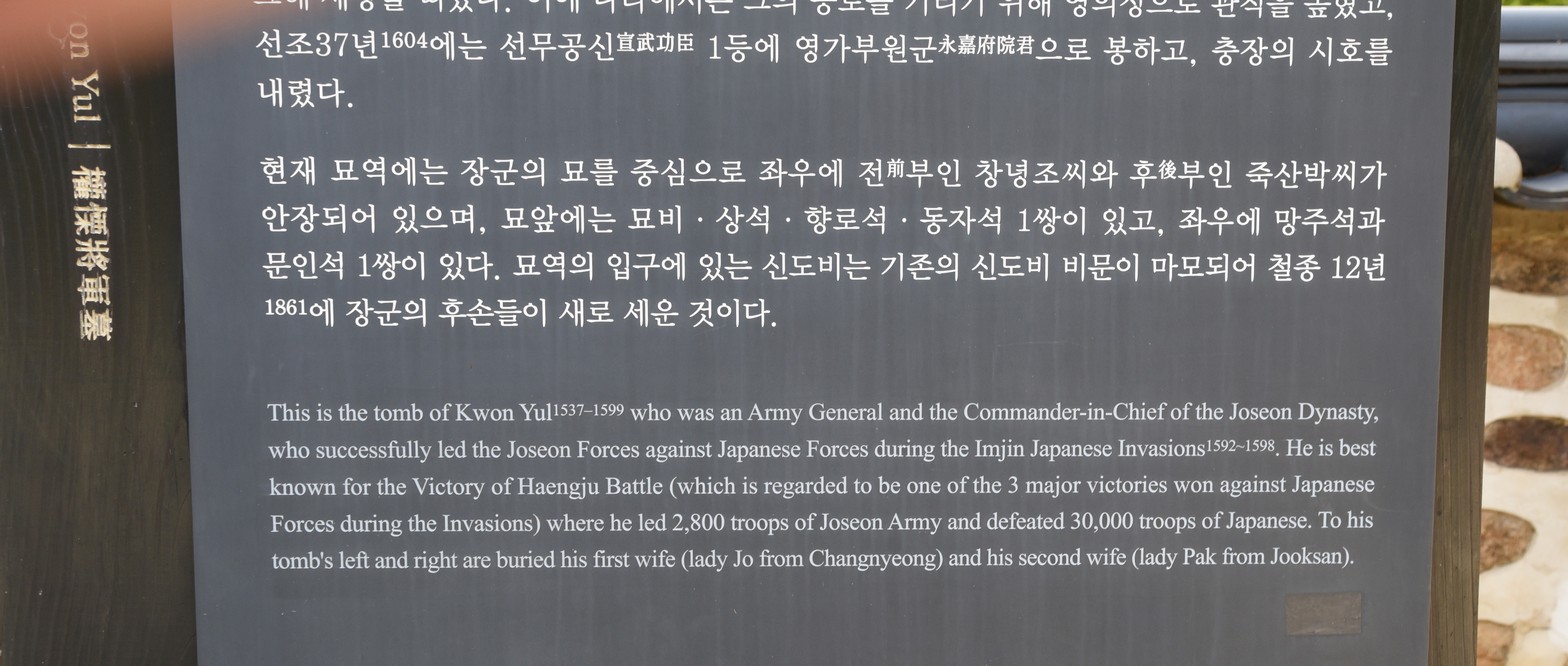 위해 영의정으로 관직을 높였고,
선조37년1604에는 선무공신宣武功臣 1등에 영가부원군永嘉府院君으로 봉하고, 충장의 시호를
내렸다.
현재 묘역에는 장군의 묘를 중심으로 좌우에 전前부인 창녕조씨와 후後부인 죽산박씨가
안장되어 있으며, 묘앞에는 묘비 · 상석 · 향로석 · 동자석 1쌍이 있고, 좌우에 망주석과
문인석 1쌍이 있다. 묘역의 입구에 있는 신도비는 기존의 신도비 비문이 마모되어 철종 12년
1861에 장군의 후손들이 새로 세운 것이다.
This is the tomb of Kwon Yul1537–1599 who was an Army General and the Commander-in-Chief of the Joseon Dynasty,
who successfully led the Joseon Forces against Japanese Forces during the Imjin Japanese Invasions1592~1598. He is best
known for the Victory of Haengju Battle (which is regarded to be one of the 3 major victories won against Japanese
Forces during the Invasions) where he led 2,800 troops of Joseon Army and defeated 30,000 troops of Japanese. To his
tomb's left and right are buried his first wife (lady Jo from Changnyeong) and his second wife (lady Pak from Jooksan).
Yul | 權慄將軍墓